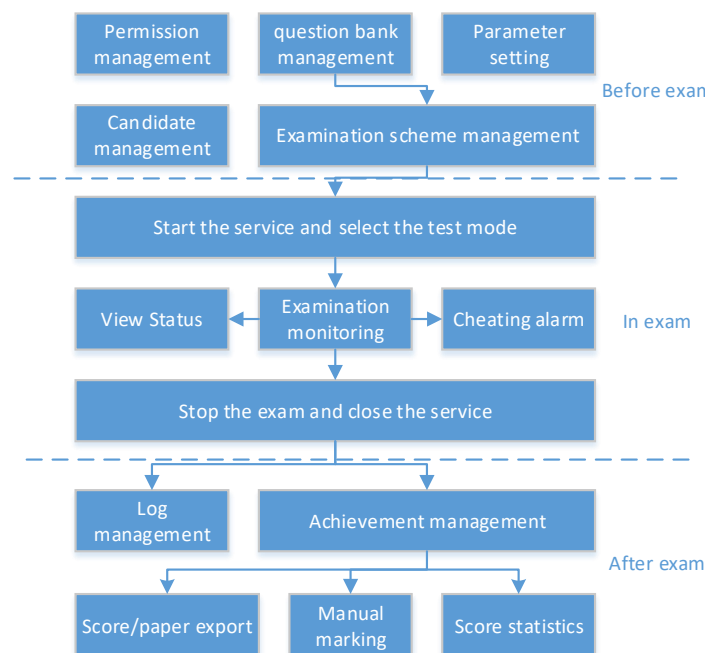 Permission
management
question bank
management
Parameter
setting
Before exam
Candidate
management
Examination scheme management
Start the service and select the test mode
View Status
Examination
monitoring
Cheating alarm
In exam
Stop the exam and close the service
Log
management
Achievement management
After exam
Score/paper export
Manual
marking
Score statistics